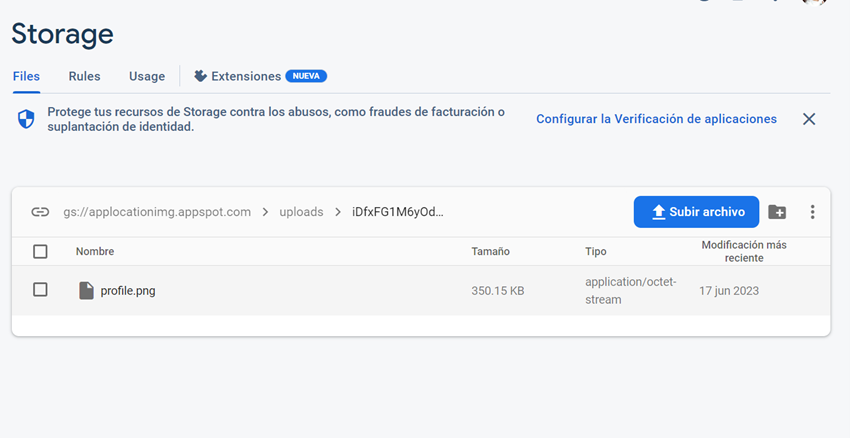 Storage
Files
Rules
Usage
Extensiones NUEVA
Protege tus recursos de Storage contra los abusos, como fraudes de facturación o
suplantación de identidad.
Configurar la Verificación de aplicaciones
gs://applocationimg.appspot.com > uploads > iDfxFG1M6yOd…
Subir archivo
Nombre
Tamaño
Tipo
Modificación más
reciente
profile.png
350.15 KB
application/octet-
stream
17 jun 2023